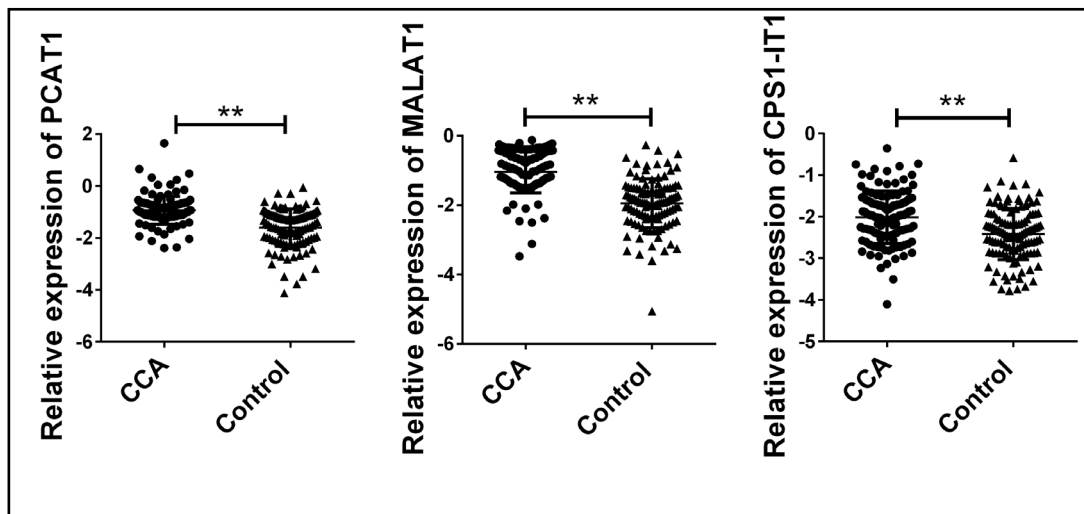 Relative expression of PCAT1
**
2
0
-2
-4
-6
CCA
Control
Relative expression of MALAT1
**
0
-2
-4
-6
CCA
Control
Relative expression of CPS1-IT1
**
0
-1
-2
-3
-4
-5
CCA
Control